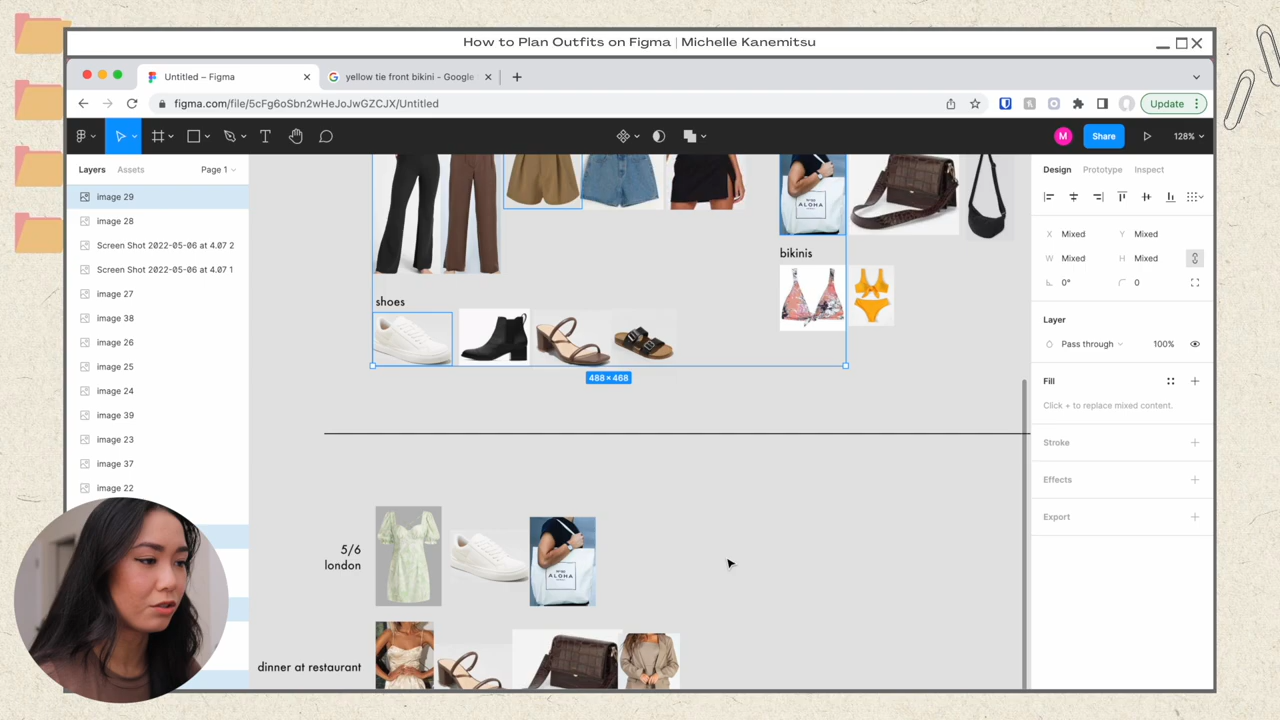 How to Plan Outfits on Figma | Michelle Kanemitsu
Untitled – Figma
yellow tie front bikini - Google
figma.com/file/5cFg6oSbn2wHeJoJwGZCJX/Untitled
Update
M
Share
128%
Layers
Assets
Page 1
Design
Prototype
Inspect
image 29
image 28
Screen Shot 2022-05-06 at 4.07 2
Screen Shot 2022-05-06 at 4.07 1
image 27
image 38
image 26
image 25
image 24
image 39
image 23
image 37
image 22
X Mixed
Y Mixed
W Mixed
H Mixed
0°
0
Layer
Pass through
100%
Fill
Click + to replace mixed content.
Stroke
Effects
Export
ALOHA
bikinis
shoes
488 × 468
5/6
london
ALOHA
dinner at restaurant